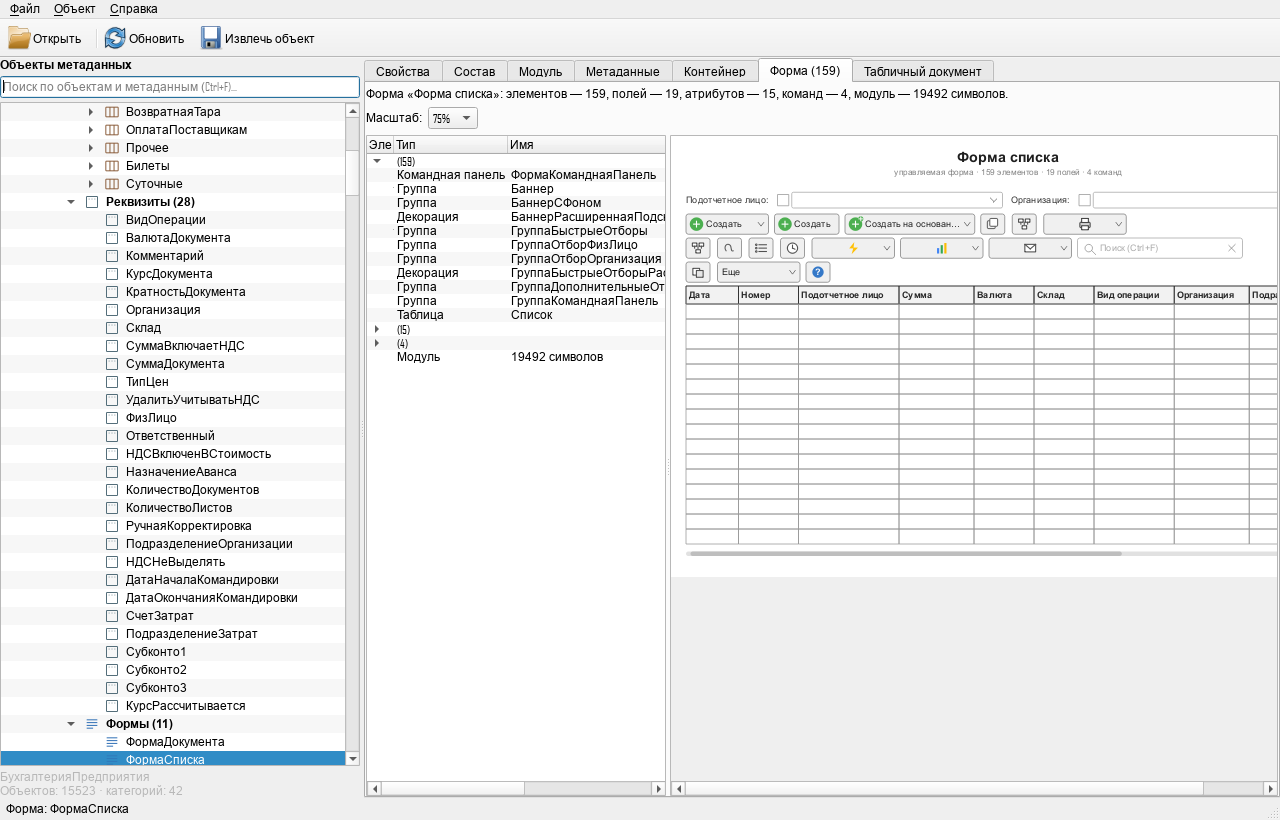 Файл Объект Справка
Открыть Обновить Извлечь объект
Объекты метаданных
Поиск по объектам и метаданным (Ctrl+F)...
ВозвратнаяТара
ОплатаПоставщикам
Прочее
Билеты
Суточные
Реквизиты (28)
ВидОперации
ВалютаДокумента
Комментарий
КурсДокумента
КратностьДокумента
Организация
Склад
СуммаВключаетНДС
СуммаДокумента
ТипЦен
УдалитьУчитыватьНДС
ФизЛицо
Ответственный
НДСВключенВСтоимость
НазначениеАванса
КоличествоДокументов
КоличествоЛистов
РучнаяКорректировка
ПодразделениеОрганизации
НДСНеВыделять
ДатаНачалаКомандировки
ДатаОкончанияКомандировки
СчетЗатрат
ПодразделениеЗатрат
Субконто1
Субконто2
Субконто3
КурсРассчитывается
Формы (11)
ФормаДокумента
ФормаСписка
БухгалтерияПредприятия
Объектов: 15523 · категорий: 42
Свойства Состав Модуль Метаданные Контейнер Форма (159) Табличный документ
Форма «Форма списка»: элементов — 159, полей — 19, атрибутов — 15, команд — 4, модуль — 19492 символов.
Масштаб: 75%
Эле Тип Имя
(159)
Командная панель ФормаКоманднаяПанель
Группа Баннер
Группа БаннерСФоном
Декорация БаннерРасширеннаяПодс
Группа ГруппаБыстрыеОтборы
Группа ГруппаОтборФизЛицо
Группа ГруппаОтборОрганизация
Декорация ГруппаБыстрыеОтборыРас
Группа ГруппаДополнительныеОт
Группа ГруппаКоманднаяПанель
Таблица Список
(15)
(4)
Модуль 19492 символов
Форма списка
управляемая форма · 159 элементов · 19 полей · 4 команд
Подотчетное лицо: Организация:
Создать Создать Создать на основан...
Поиск (Ctrl+F)
Еще ?
Дата Номер Подотчетное лицо Сумма Валюта Склад Вид операции Организация Подра
Форма: ФормаСписка